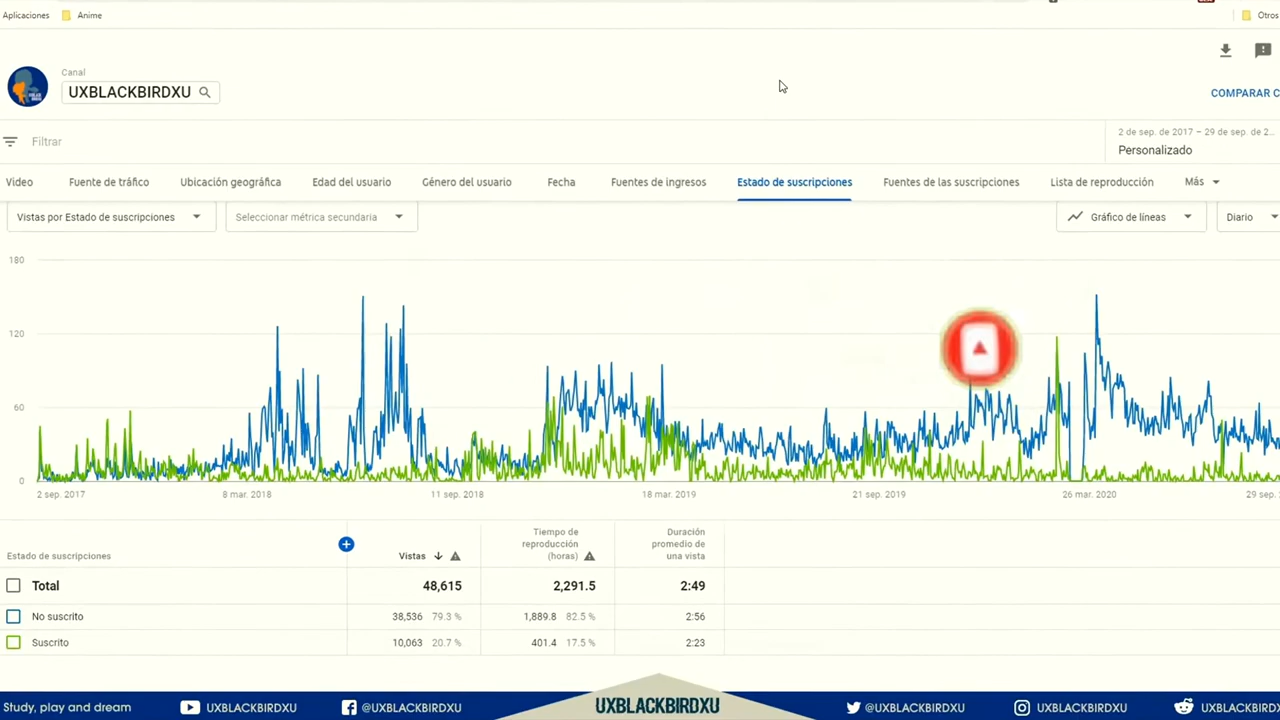 Aplicaciones Anime Otros
Canal
UXBLACKBIRDXU
COMPARAR C
Filtrar
2 de sep. de 2017 – 29 de sep. de 2...
Personalizado
Video Fuente de tráfico Ubicación geográfica Edad del usuario Género del usuario Fecha Fuentes de ingresos Estado de suscripciones Fuentes de las suscripciones Lista de reproducción Más
Vistas por Estado de suscripciones Seleccionar métrica secundaria Gráfico de líneas Diario
180
120
60
0
2 sep. 2017 8 mar. 2018 11 sep. 2018 18 mar. 2019 21 sep. 2019 26 mar. 2020 29 sep.
Estado de suscripciones Vistas Tiempo de reproducción (horas) Duración promedio de una vista
Total 48,615 2,291.5 2:49
No suscrito 38,536 79.3 % 1,889.8 82.5 % 2:56
Suscrito 10,063 20.7 % 401.4 17.5 % 2:23
Study, play and dream UXBLACKBIRDXU @UXBLACKBIRDXU UXBLACKBIRDXU @UXBLACKBIRDXU UXBLACKBIRDXU UXBLACKBIRDX